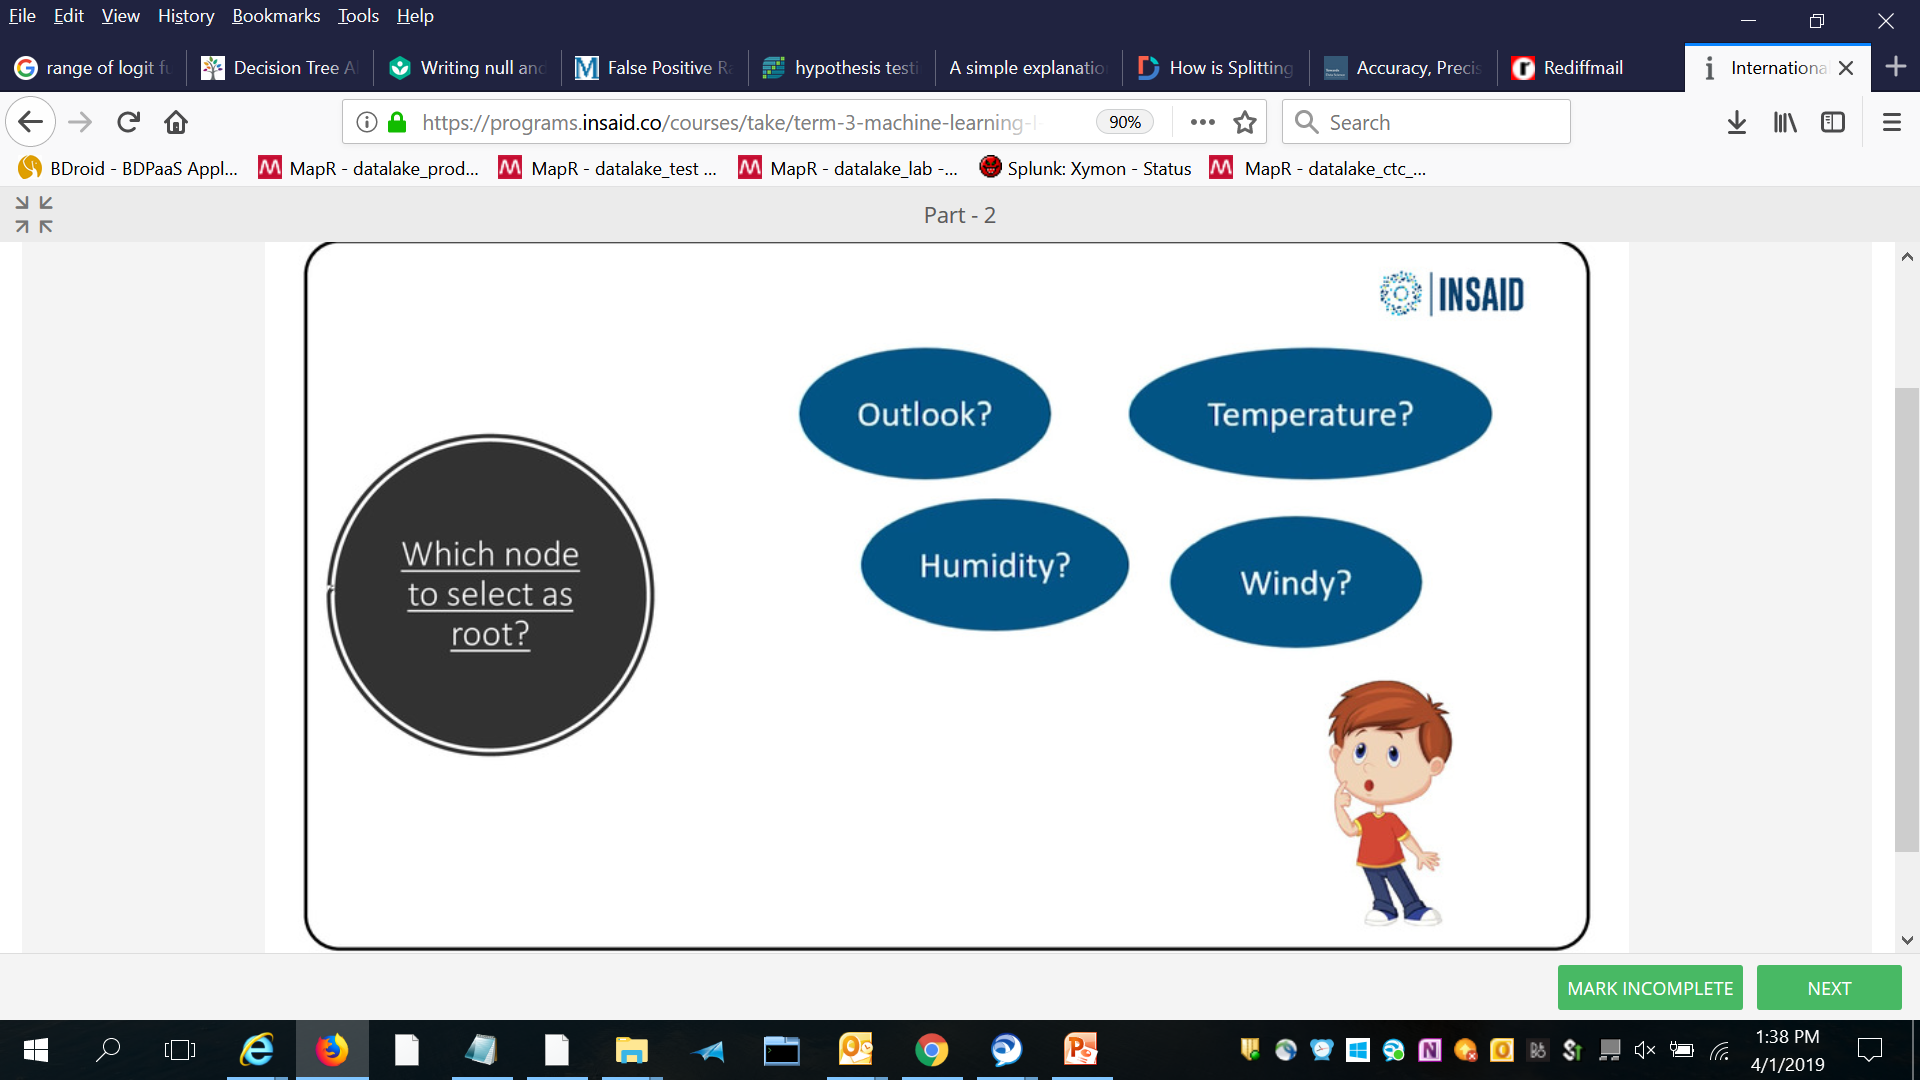 File Edit View History Bookmarks Tools Help
range of logit fu
Decision Tree Al
Writing null and
False Positive Ra
hypothesis testi
A simple explanation
How is Splitting
Accuracy, Precis
Rediffmail
Internationa
https://programs.insaid.co/courses/take/term-3-machine-learning-l
90%
Search
BDroid - BDPaaS Appl...
MapR - datalake_prod...
MapR - datalake_test ...
MapR - datalake_lab -...
Splunk: Xymon - Status
MapR - datalake_ctc_...
Part - 2
INSAID
Outlook?
Temperature?
Humidity?
Windy?
Which node
to select as
root?
MARK INCOMPLETE
NEXT
1:38 PM
4/1/2019